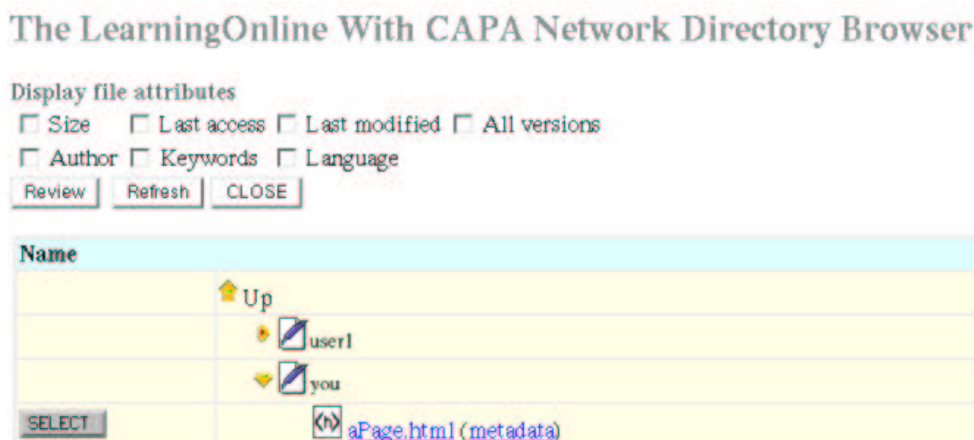 The LearningOnline With CAPA Network Directory Browser
Display file attributes
Size Last access Last modified All versions
Author Keywords Language
Review Refresh CLOSE
Name
Up
user1
you
SELECT aPage.html (metadata)